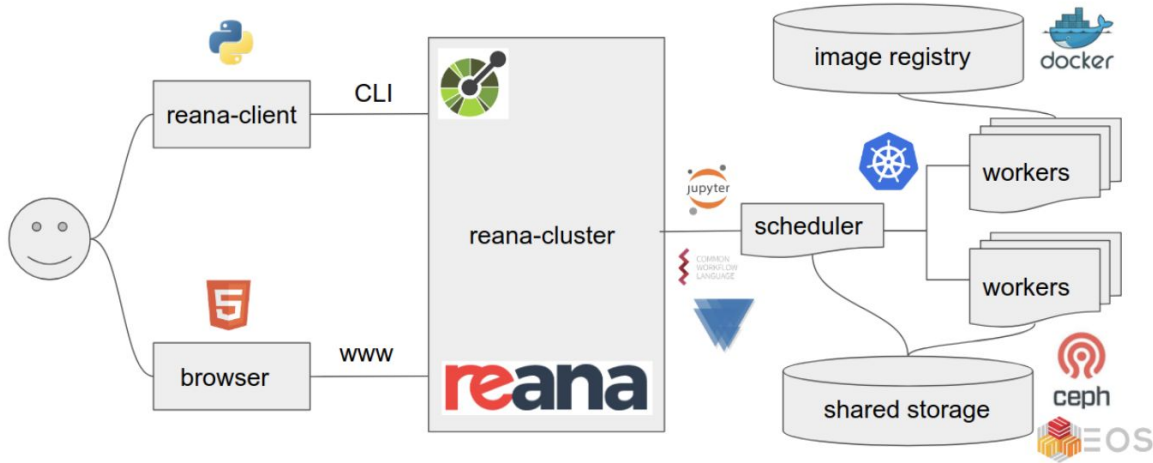 reana-client
CLI
image registry
docker
workers
jupyter
reana-cluster
scheduler
COMMON
WORKFLOW
LANGUAGE
workers
5
browser
www
reana
shared storage
ceph
EOS